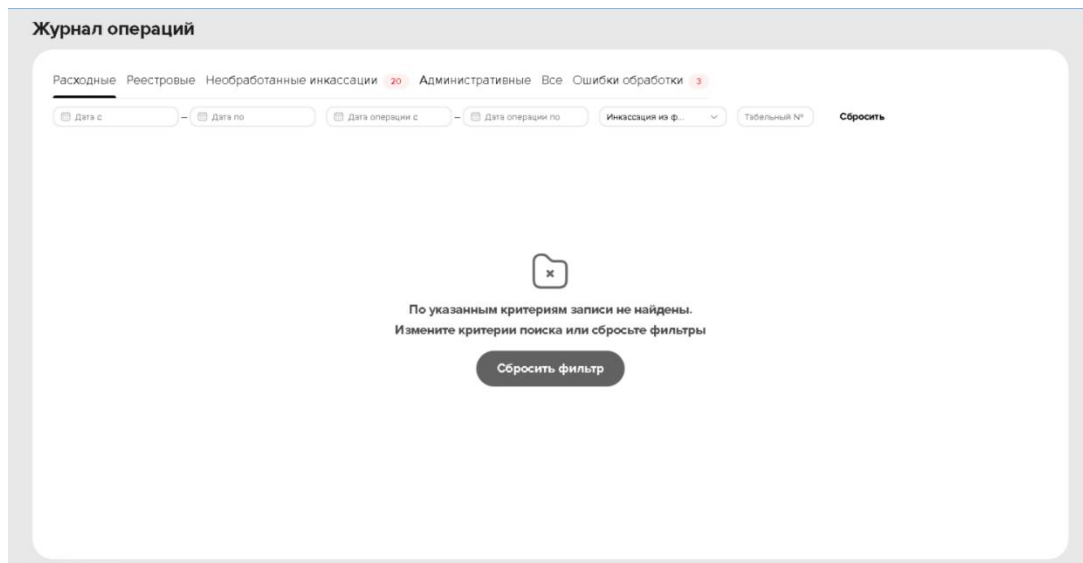 Журнал операций
Расходные Реестровые Необработанные инкассации 20 Административные Все Ошибки обработки 3
Дата с – Дата по Дата операции с – Дата операции по Инкассация из ф... Табельный № Сбросить
По указанным критериям записи не найдены.
Измените критерии поиска или сбросьте фильтры
Сбросить фильтр